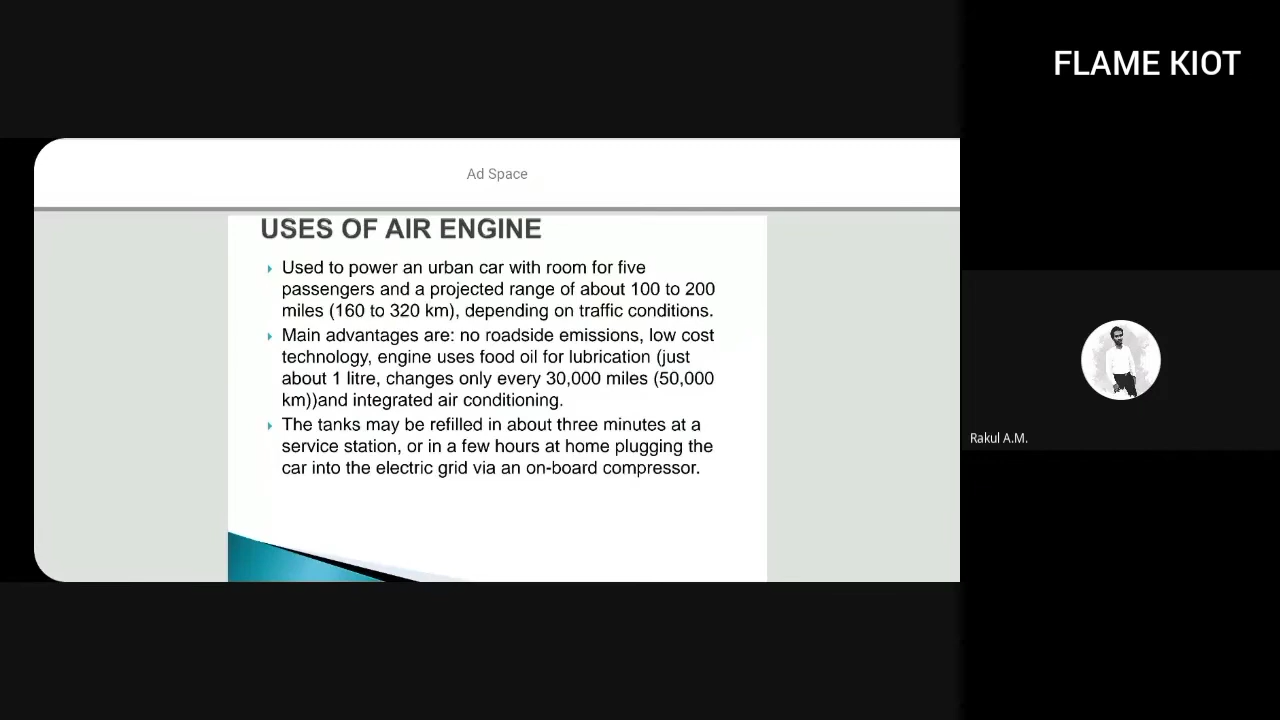 FLAME KIOT
Ad Space
USES OF AIR ENGINE
Used to power an urban car with room for five
passengers and a projected range of about 100 to 200
miles (160 to 320 km), depending on traffic conditions.
Main advantages are: no roadside emissions, low cost
technology, engine uses food oil for lubrication (just
about 1 litre, changes only every 30,000 miles (50,000
km))and integrated air conditioning.
The tanks may be refilled in about three minutes at a
service station, or in a few hours at home plugging the
car into the electric grid via an on-board compressor.
Rakul A.M.